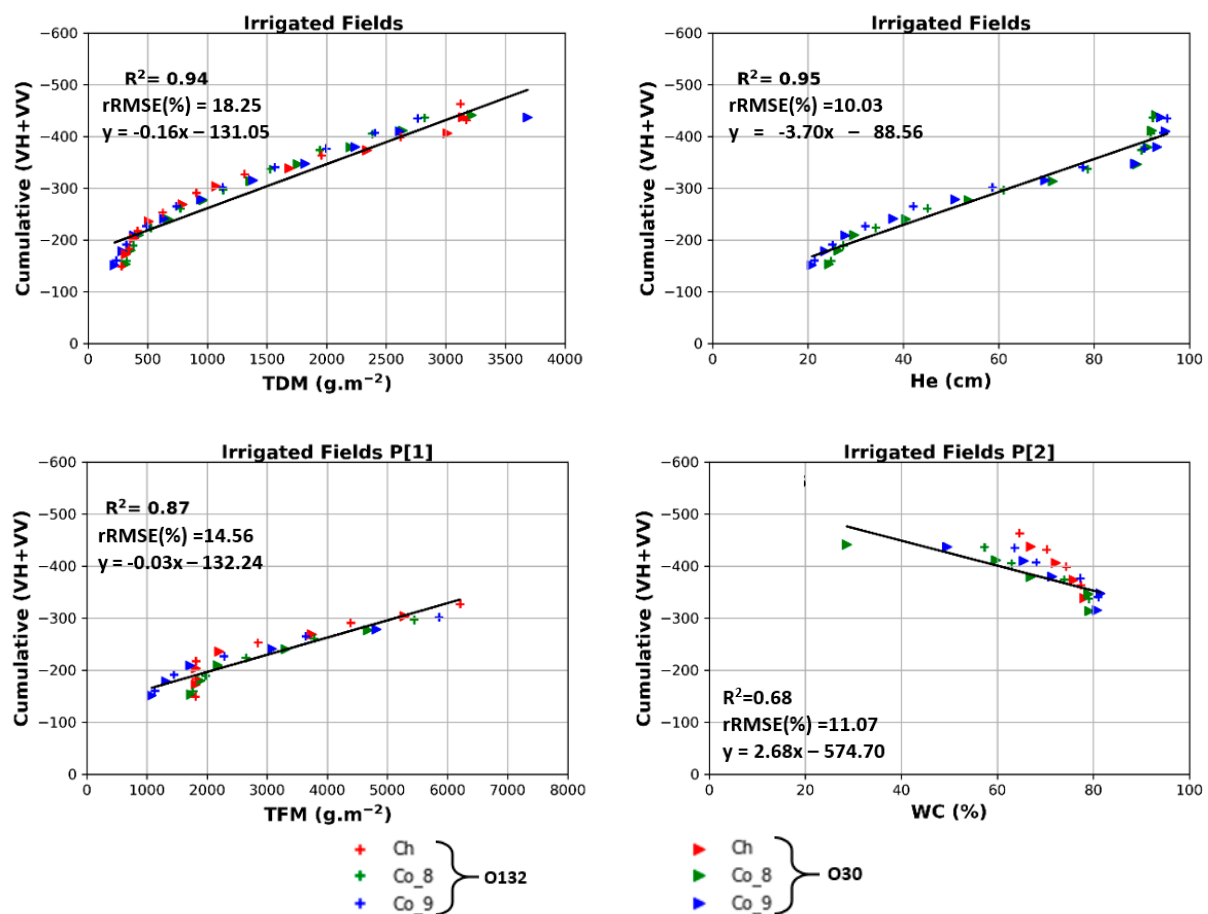 Irrigated Fields
−600
−500
−400
−300
−200
−100
0
Cumulative (VH+VV)
R²= 0.94
rRMSE(%) = 18.25
y = -0.16x – 131.05
0 500 1000 1500 2000 2500 3000 3500 4000
TDM (g.m⁻²)
Irrigated Fields
−600
−500
−400
−300
−200
−100
0
Cumulative (VH+VV)
R²= 0.95
rRMSE(%) =10.03
y = -3.70x – 88.56
0 20 40 60 80 100
He (cm)
Irrigated Fields P[1]
−600
−500
−400
−300
−200
−100
0
Cumulative (VH+VV)
R²= 0.87
rRMSE(%) =14.56
y = -0.03x – 132.24
0 1000 2000 3000 4000 5000 6000 7000 8000
TFM (g.m⁻²)
Irrigated Fields P[2]
−600
−500
−400
−300
−200
−100
0
Cumulative (VH+VV)
R²=0.68
rRMSE(%) =11.07
y = 2.68x – 574.70
0 20 40 60 80 100
WC (%)
Ch
Co_8
Co_9
O132
Ch
Co_8
Co_9
O30